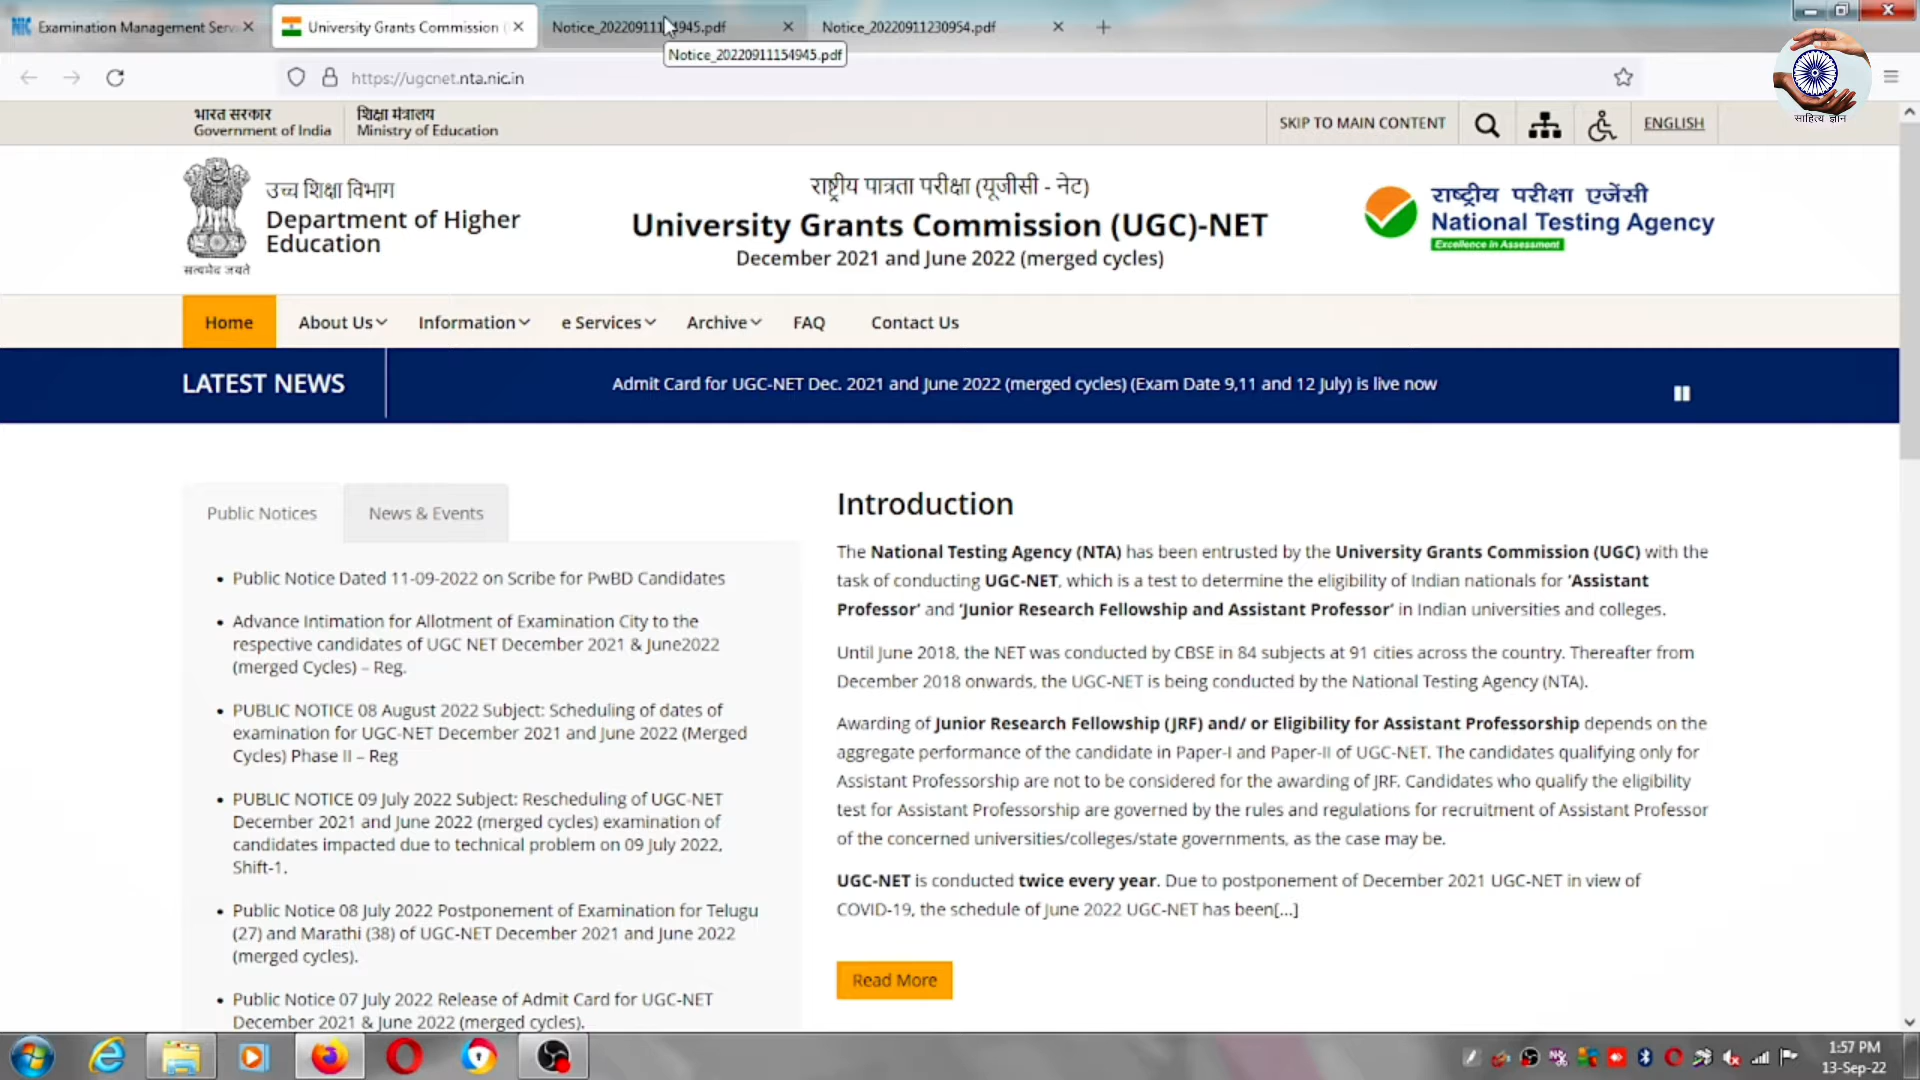 Examination Management Serv
University Grants Commission (
Notice_20220911154945.pdf
Notice_20220911230954.pdf
Notice_20220911154945.pdf
https://ugcnet.nta.nic.in
साहित्य ज्ञान
भारत सरकार
Government of India
शिक्षा मंत्रालय
Ministry of Education
SKIP TO MAIN CONTENT
ENGLISH
सत्यमेव जयते
उच्च शिक्षा विभाग
Department of Higher
Education
राष्ट्रीय पात्रता परीक्षा (यूजीसी - नेट)
University Grants Commission (UGC)-NET
December 2021 and June 2022 (merged cycles)
राष्ट्रीय परीक्षा एजेंसी
National Testing Agency
Excellence in Assessment
Home
About Us
Information
e Services
Archive
FAQ
Contact Us
LATEST NEWS
Admit Card for UGC-NET Dec. 2021 and June 2022 (merged cycles) (Exam Date 9,11 and 12 July) is live now
Public Notices
News & Events
• Public Notice Dated 11-09-2022 on Scribe for PwBD Candidates
• Advance Intimation for Allotment of Examination City to the
respective candidates of UGC NET December 2021 & June2022
(merged Cycles) – Reg.
• PUBLIC NOTICE 08 August 2022 Subject: Scheduling of dates of
examination for UGC-NET December 2021 and June 2022 (Merged
Cycles) Phase II – Reg
• PUBLIC NOTICE 09 July 2022 Subject: Rescheduling of UGC-NET
December 2021 and June 2022 (merged cycles) examination of
candidates impacted due to technical problem on 09 July 2022,
Shift-1.
• Public Notice 08 July 2022 Postponement of Examination for Telugu
(27) and Marathi (38) of UGC-NET December 2021 and June 2022
(merged cycles).
• Public Notice 07 July 2022 Release of Admit Card for UGC-NET
December 2021 & June 2022 (merged cycles).
Introduction
The National Testing Agency (NTA) has been entrusted by the University Grants Commission (UGC) with the
task of conducting UGC-NET, which is a test to determine the eligibility of Indian nationals for ‘Assistant
Professor’ and ‘Junior Research Fellowship and Assistant Professor’ in Indian universities and colleges.
Until June 2018, the NET was conducted by CBSE in 84 subjects at 91 cities across the country. Thereafter from
December 2018 onwards, the UGC-NET is being conducted by the National Testing Agency (NTA).
Awarding of Junior Research Fellowship (JRF) and/ or Eligibility for Assistant Professorship depends on the
aggregate performance of the candidate in Paper-I and Paper-II of UGC-NET. The candidates qualifying only for
Assistant Professorship are not to be considered for the awarding of JRF. Candidates who qualify the eligibility
test for Assistant Professorship are governed by the rules and regulations for recruitment of Assistant Professor
of the concerned universities/colleges/state governments, as the case may be.
UGC-NET is conducted twice every year. Due to postponement of December 2021 UGC-NET in view of
COVID-19, the schedule of June 2022 UGC-NET has been[...]
Read More
1:57 PM
13-Sep-22